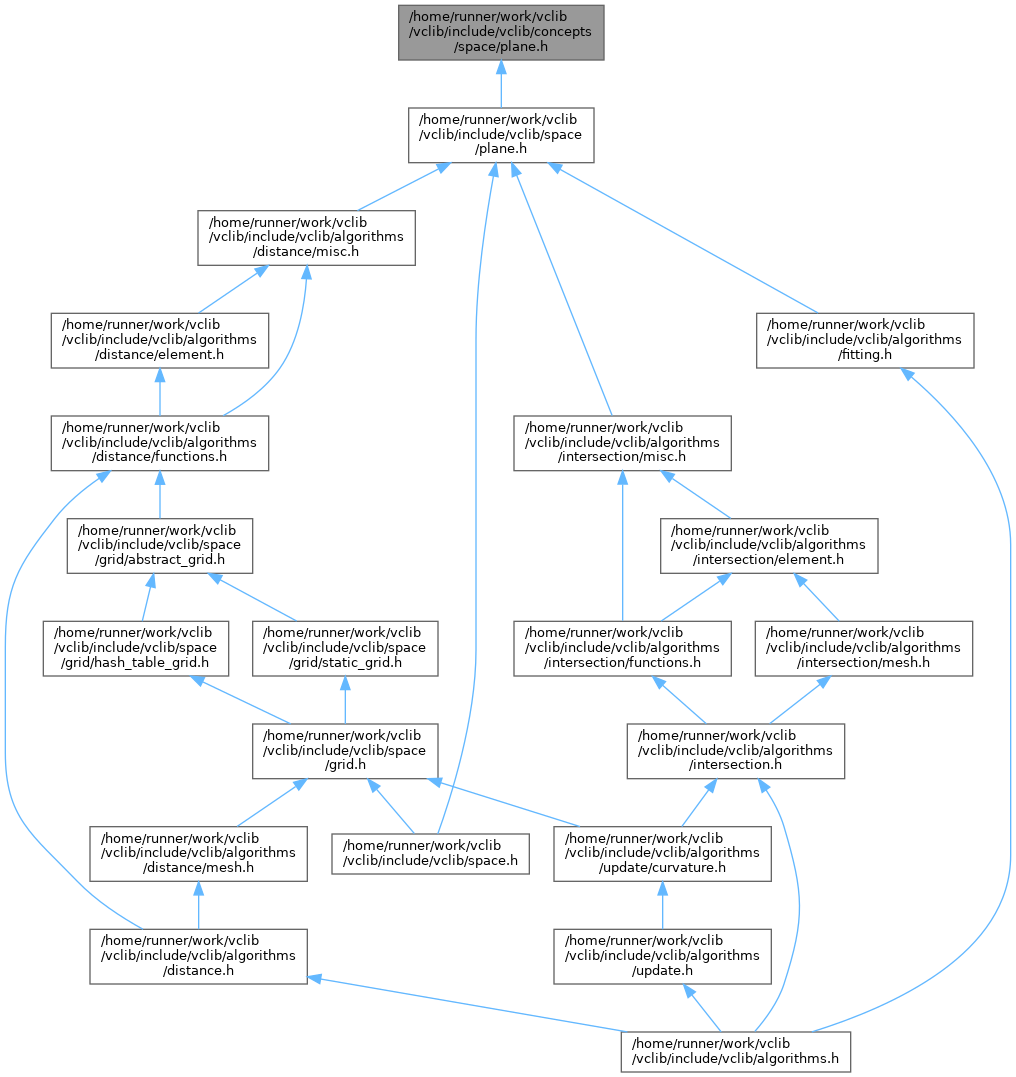 /home/runner/work/vclib
/vclib/include/vclib/concepts
/space/plane.h
/home/runner/work/vclib
/vclib/include/vclib/space
/plane.h
/home/runner/work/vclib
/vclib/include/vclib/algorithms
/distance/misc.h
/home/runner/work/vclib
/vclib/include/vclib/algorithms
/distance/element.h
/home/runner/work/vclib
/vclib/include/vclib/algorithms
/fitting.h
/home/runner/work/vclib
/vclib/include/vclib/algorithms
/distance/functions.h
/home/runner/work/vclib
/vclib/include/vclib/algorithms
/intersection/misc.h
/home/runner/work/vclib
/vclib/include/vclib/space
/grid/abstract_grid.h
/home/runner/work/vclib
/vclib/include/vclib/algorithms
/intersection/element.h
/home/runner/work/vclib
/vclib/include/vclib/space
/grid/hash_table_grid.h
/home/runner/work/vclib
/vclib/include/vclib/space
/grid/static_grid.h
/home/runner/work/vclib
/vclib/include/vclib/algorithms
/intersection/functions.h
/home/runner/work/vclib
/vclib/include/vclib/algorithms
/intersection/mesh.h
/home/runner/work/vclib
/vclib/include/vclib/space
/grid.h
/home/runner/work/vclib
/vclib/include/vclib/algorithms
/intersection.h
/home/runner/work/vclib
/vclib/include/vclib/algorithms
/distance/mesh.h
/home/runner/work/vclib
/vclib/include/vclib/space.h
/home/runner/work/vclib
/vclib/include/vclib/algorithms
/update/curvature.h
/home/runner/work/vclib
/vclib/include/vclib/algorithms
/distance.h
/home/runner/work/vclib
/vclib/include/vclib/algorithms
/update.h
/home/runner/work/vclib
/vclib/include/vclib/algorithms.h